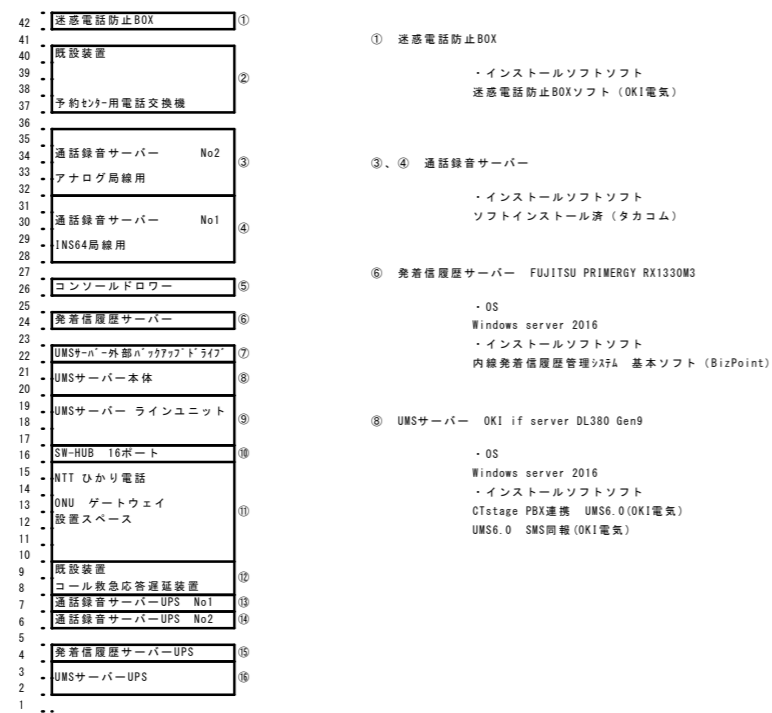 42 迷惑電話防止BOX ①
41
40 既設装置
39 ②
38
37 予約ｾﾝﾀｰ用電話交換機
36
35
34 通話録音サーバー No2
③
33 アナログ局線用
32
31
30 通話録音サーバー No1
④
29 INS64局線用
28
27
26 コンソールドロワー ⑤
25
24 発着信履歴サーバー ⑥
23
22 UMSｻｰﾊﾞｰ外部ﾊﾞｯｸｱｯﾌﾟﾄﾞﾗｲﾌﾞ ⑦
21 UMSサーバー本体 ⑧
20
19 UMSサーバー ラインユニット
18 ⑨
17
16 SW-HUB 16ポート ⑩
15 NTT ひかり電話
14
13 ONU ゲートウェイ
⑪
12 設置スペース
11
10
9 既設装置
⑫
8 コール救急応答遅延装置
7 通話録音サーバーUPS No1 ⑬
6 通話録音サーバーUPS No2 ⑭
5
4 発着信履歴サーバーUPS ⑮
3 UMSサーバーUPS ⑯
2
1
① 迷惑電話防止BOX
・インストールソフトソフト
迷惑電話防止BOXソフト（OKI電気）
③、④ 通話録音サーバー
・インストールソフトソフト
ソフトインストール済（タカコム）
⑥ 発着信履歴サーバー FUJITSU PRIMERGY RX1330M3
・OS
Windows server 2016
・インストールソフトソフト
内線発着信履歴管理ｼｽﾃﾑ 基本ソフト（BizPoint）
⑧ UMSサーバー OKI if server DL380 Gen9
・OS
Windows server 2016
・インストールソフトソフト
CTstage PBX連携 UMS6.0(OKI電気)
UMS6.0 SMS同報(OKI電気)